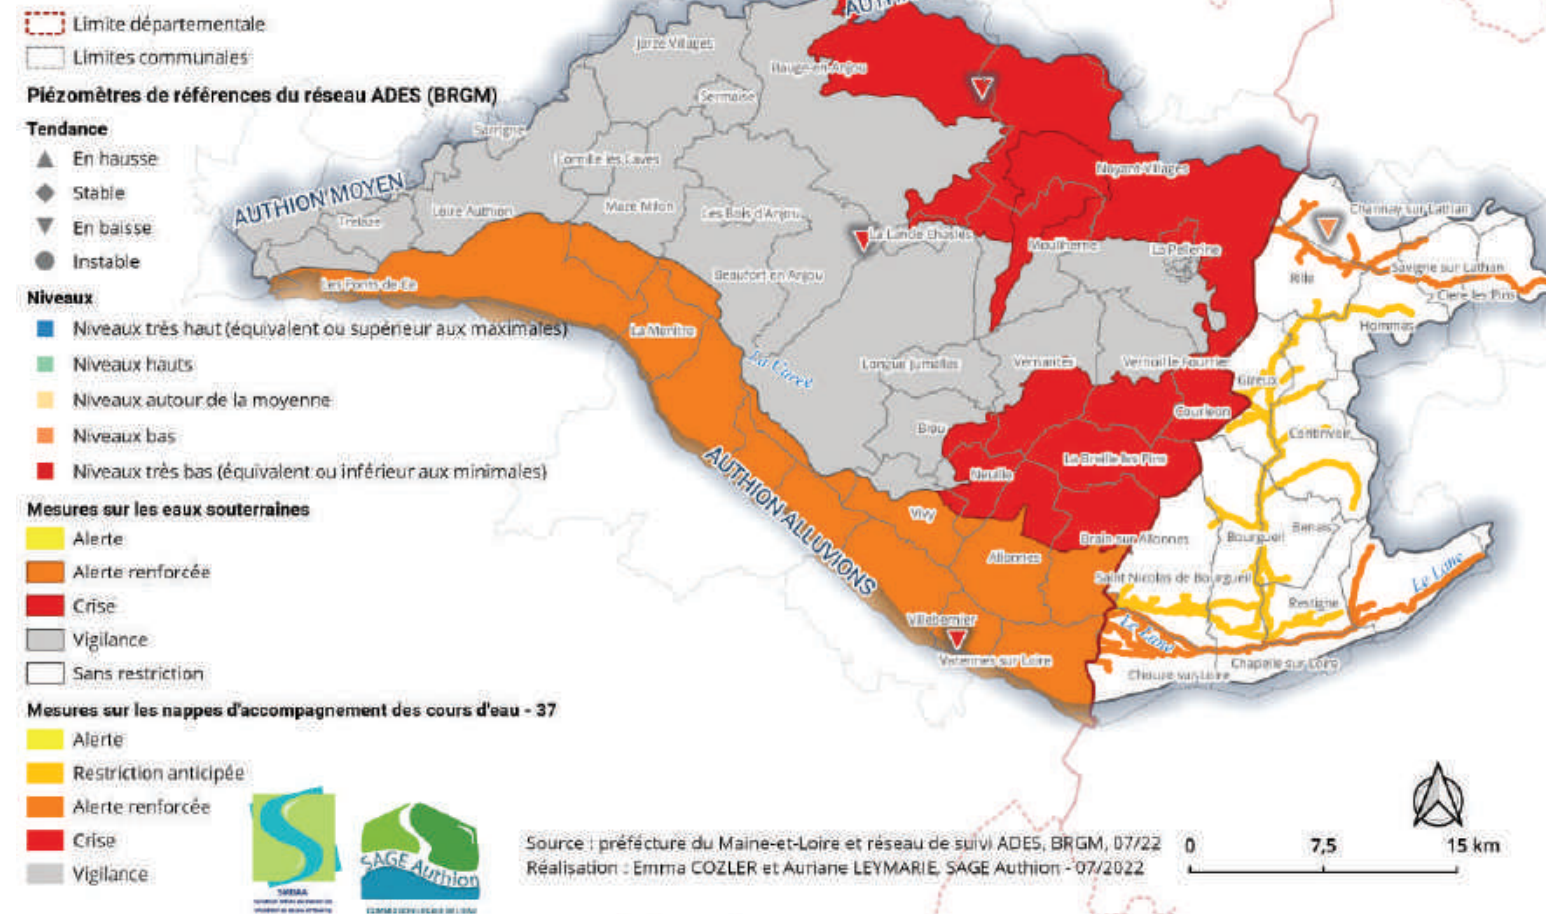 Limite départementale
Limites communales
Piézomètres de références du réseau ADES (BRGM)
Tendance
En hausse
Stable
En baisse
Instable
Niveaux
Niveaux très haut (équivalent ou supérieur aux maximales)
Niveaux hauts
Niveaux autour de la moyenne
Niveaux bas
Niveaux très bas (équivalent ou inférieur aux minimales)
Mesures sur les eaux souterraines
Alerte
Alerte renforcée
Crise
Vigilance
Sans restriction
Mesures sur les nappes d'accompagnement des cours d'eau - 37
Alerte
Restriction anticipée
Alerte renforcée
Crise
Vigilance
Jarzé Villages
Baugé-en-Anjou
Sermaise
Sarrigné
Cornillé les Caves
AUTHION MOYEN
Trélazé
Loire Authion
Mazé Milon
Les Bois d'Anjou
La Lande Chasles
Noyant-Villages
Mouliherne
La Pellerine
Channay sur Lathan
Rillé
Savigné sur Lathan
Cléré les Pins
Hommes
Les Ponts de Cé
Beaufort en Anjou
La Ménitré
Longué Jumelles
Vernantes
Vernoil le Fourrier
Gizeux
Courléon
Continvoir
Brou
Neuillé
La Breille les Pins
AUTHION ALLUVIONS
Vivy
Allonnes
Brain sur Allonnes
Bourgueil
Benais
Saint Nicolas de Bourgueil
Restigné
Le Lane
Le Lane
Villebernier
Varennes sur Loire
Chouzé sur Loire
Chapelle sur Loire
SAGE Authion
Source : préfécture du Maine-et-Loire et réseau de suivi ADES, BRGM, 07/22
Réalisation : Emma COZLER et Auriane LEYMARIE, SAGE Authion - 07/2022
0 7,5 15 km